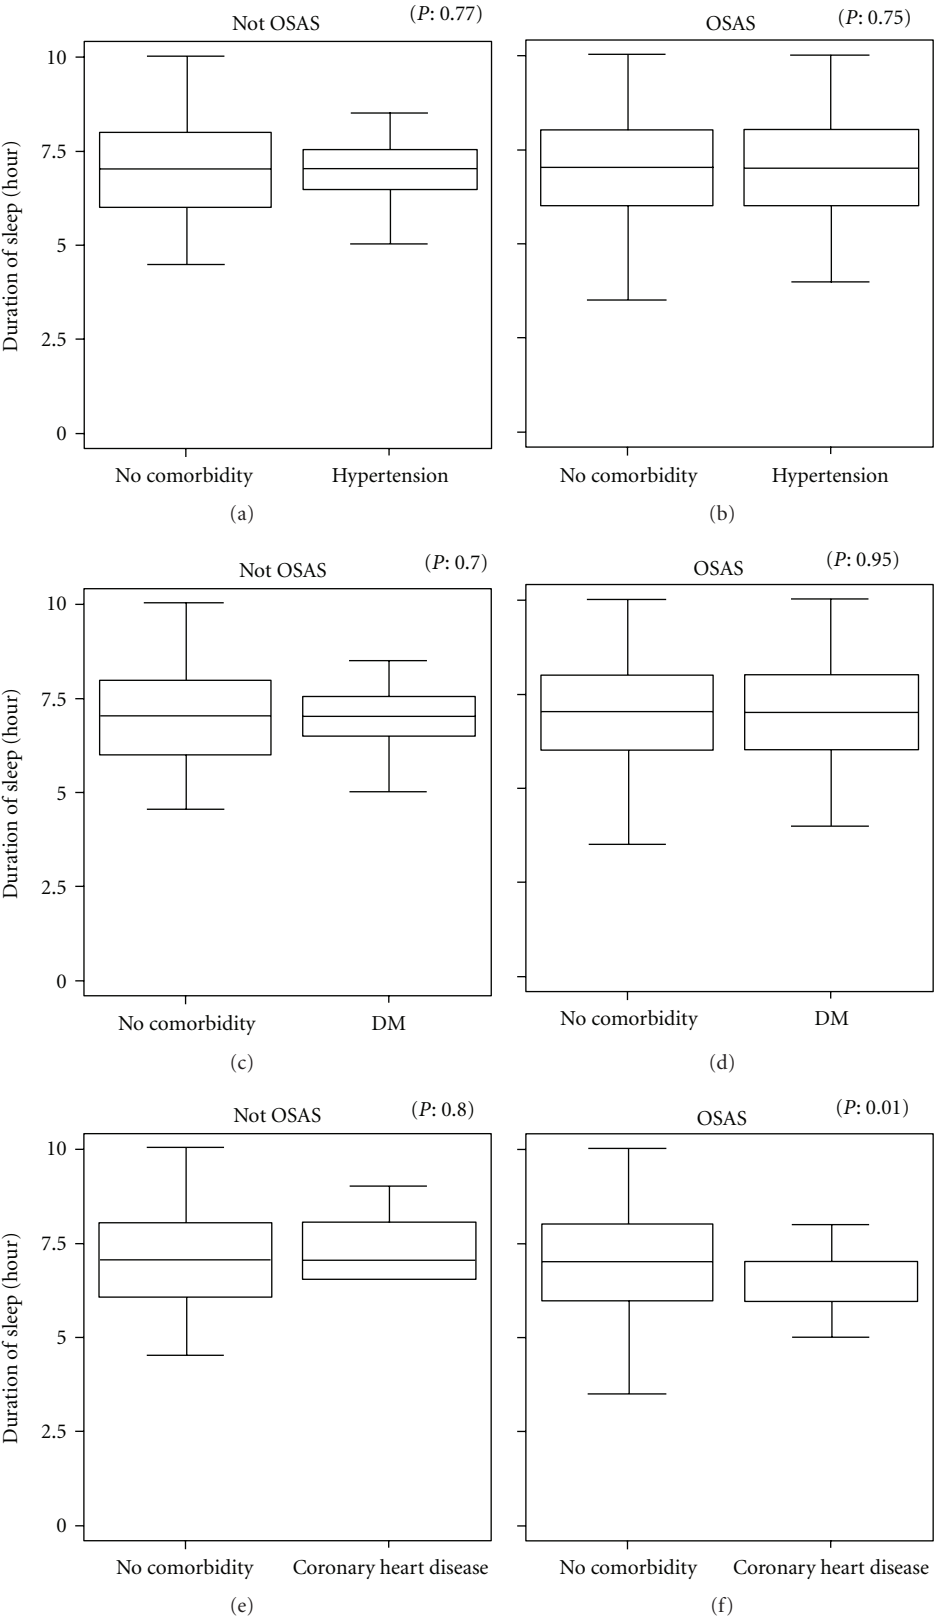 Not OSAS (P: 0.77)
OSAS (P: 0.75)
Duration of sleep (hour)
10
7.5
5
2.5
0
No comorbidity Hypertension
No comorbidity Hypertension
(a)
(b)
Not OSAS (P: 0.7)
OSAS (P: 0.95)
Duration of sleep (hour)
10
7.5
5
2.5
0
No comorbidity DM
No comorbidity DM
(c)
(d)
Not OSAS (P: 0.8)
OSAS (P: 0.01)
Duration of sleep (hour)
10
7.5
5
2.5
0
No comorbidity Coronary heart disease
No comorbidity Coronary heart disease
(e)
(f)